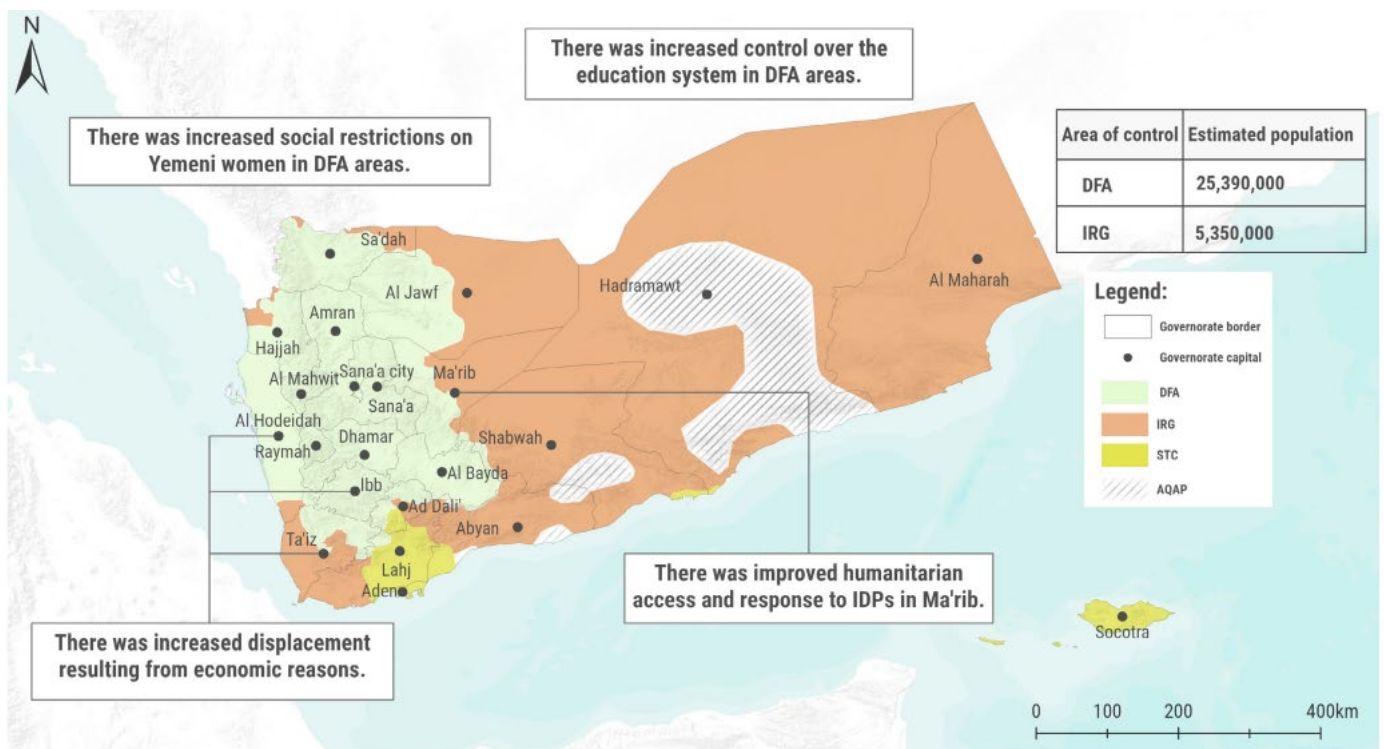 N
There was increased control over the
education system in DFA areas.
There was increased social restrictions on
Yemeni women in DFA areas.
Area of control Estimated population
DFA 25,390,000
IRG 5,350,000
Sa'dah
Al Jawf
Hadramawt
Al Maharah
Amran
Hajjah
Sana'a city
Ma'rib
Al Mahwit
Sana'a
Al Hodeidah
Dhamar
Shabwah
Raymah
Al Bayda
Ibb
Ad Dali'
Abyan
Ta'iz
Lahj
Aden
Socotra
Legend:
Governorate border
Governorate capital
DFA
IRG
STC
AQAP
There was improved humanitarian
access and response to IDPs in Ma'rib.
There was increased displacement
resulting from economic reasons.
0 100 200 400km